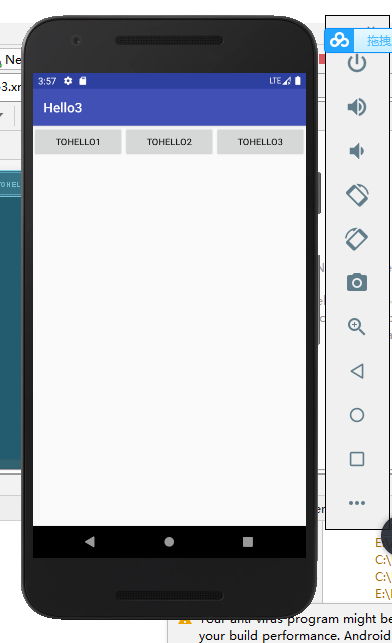 Ne
3.xr
3:57 LTE
Hello3
TOHELLO1 TOHELLO2 TOHELLO3
TOHEL
拖拽
C:\
C:\
E:\
Your anti-virus program might be
your build performance. Android